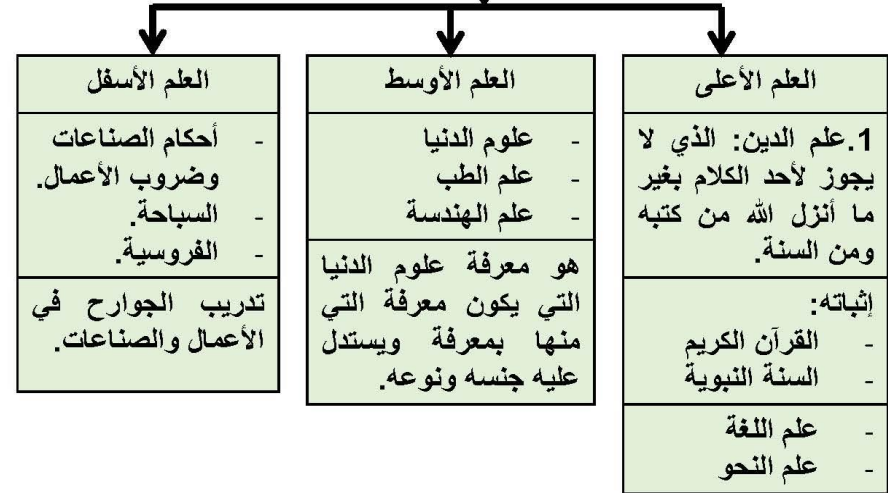 العلم الأعلى
1.علم الدين: الذي لا
يجوز لأحد الكلام بغير
ما أنزل الله من كتبه
ومن السنة.
إثباته:
- القرآن الكريم
- السنة النبوية
- علم اللغة
- علم النحو
العلم الأوسط
- علوم الدنيا
- علم الطب
- علم الهندسة
هو معرفة علوم الدنيا
التي يكون معرفة التي
منها بمعرفة ويستدل
عليه جنسه ونوعه.
العلم الأسفل
- أحكام الصناعات
وضروب الأعمال.
- السباحة.
- الفروسية.
تدريب الجوارح في
الأعمال والصناعات.